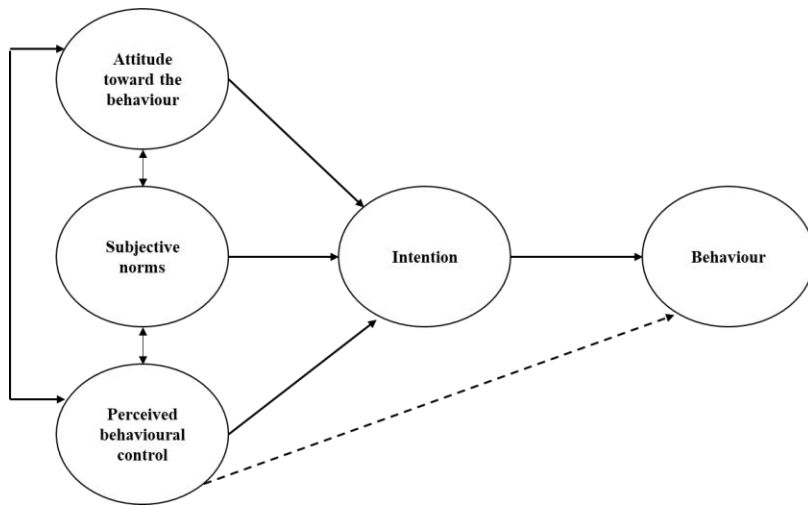 Attitude
toward the
behaviour
Subjective
norms
Intention
Behaviour
Perceived
behavioural
control